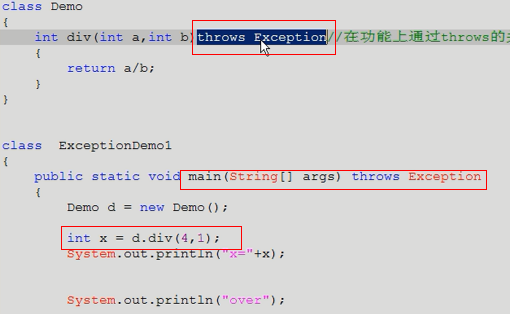 class Demo
{
int div(int a,int b)throws Exception//在功能上通过throws的
{
return a/b;
}
}
class ExceptionDemo1
{
public static void main(String[] args) throws Exception
{
Demo d = new Demo();
int x = d.div(4,1);
System.out.println("x="+x);
System.out.println("over");